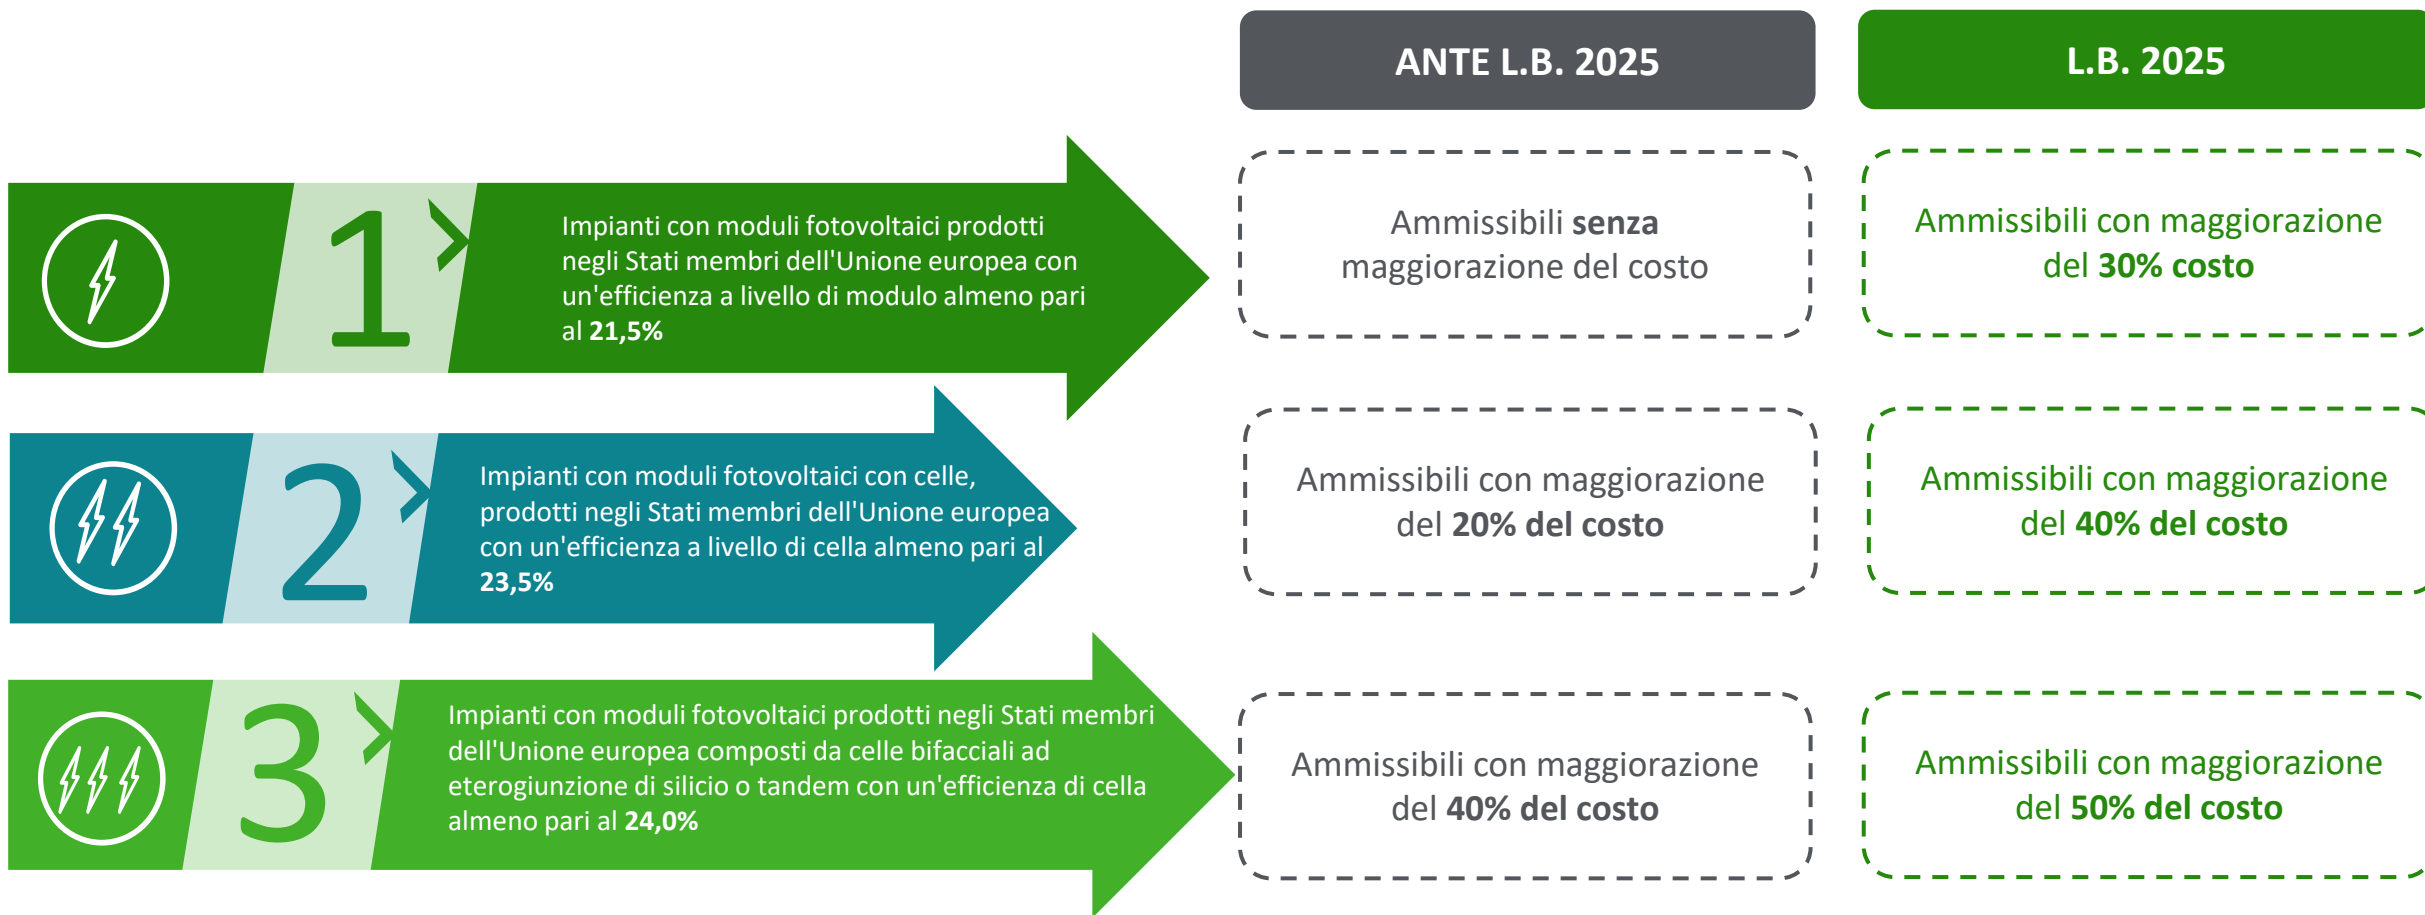 ANTE L.B. 2025
L.B. 2025
1
Impianti con moduli fotovoltaici prodotti
negli Stati membri dell'Unione europea con
un'efficienza a livello di modulo almeno pari
al 21,5%
Ammissibili senza
maggiorazione del costo
Ammissibili con maggiorazione
del 30% costo
2
Impianti con moduli fotovoltaici con celle,
prodotti negli Stati membri dell'Unione europea
con un'efficienza a livello di cella almeno pari al
23,5%
Ammissibili con maggiorazione
del 20% del costo
Ammissibili con maggiorazione
del 40% del costo
3
Impianti con moduli fotovoltaici prodotti negli Stati membri
dell'Unione europea composti da celle bifacciali ad
eterogiunzione di silicio o tandem con un'efficienza di cella
almeno pari al 24,0%
Ammissibili con maggiorazione
del 40% del costo
Ammissibili con maggiorazione
del 50% del costo